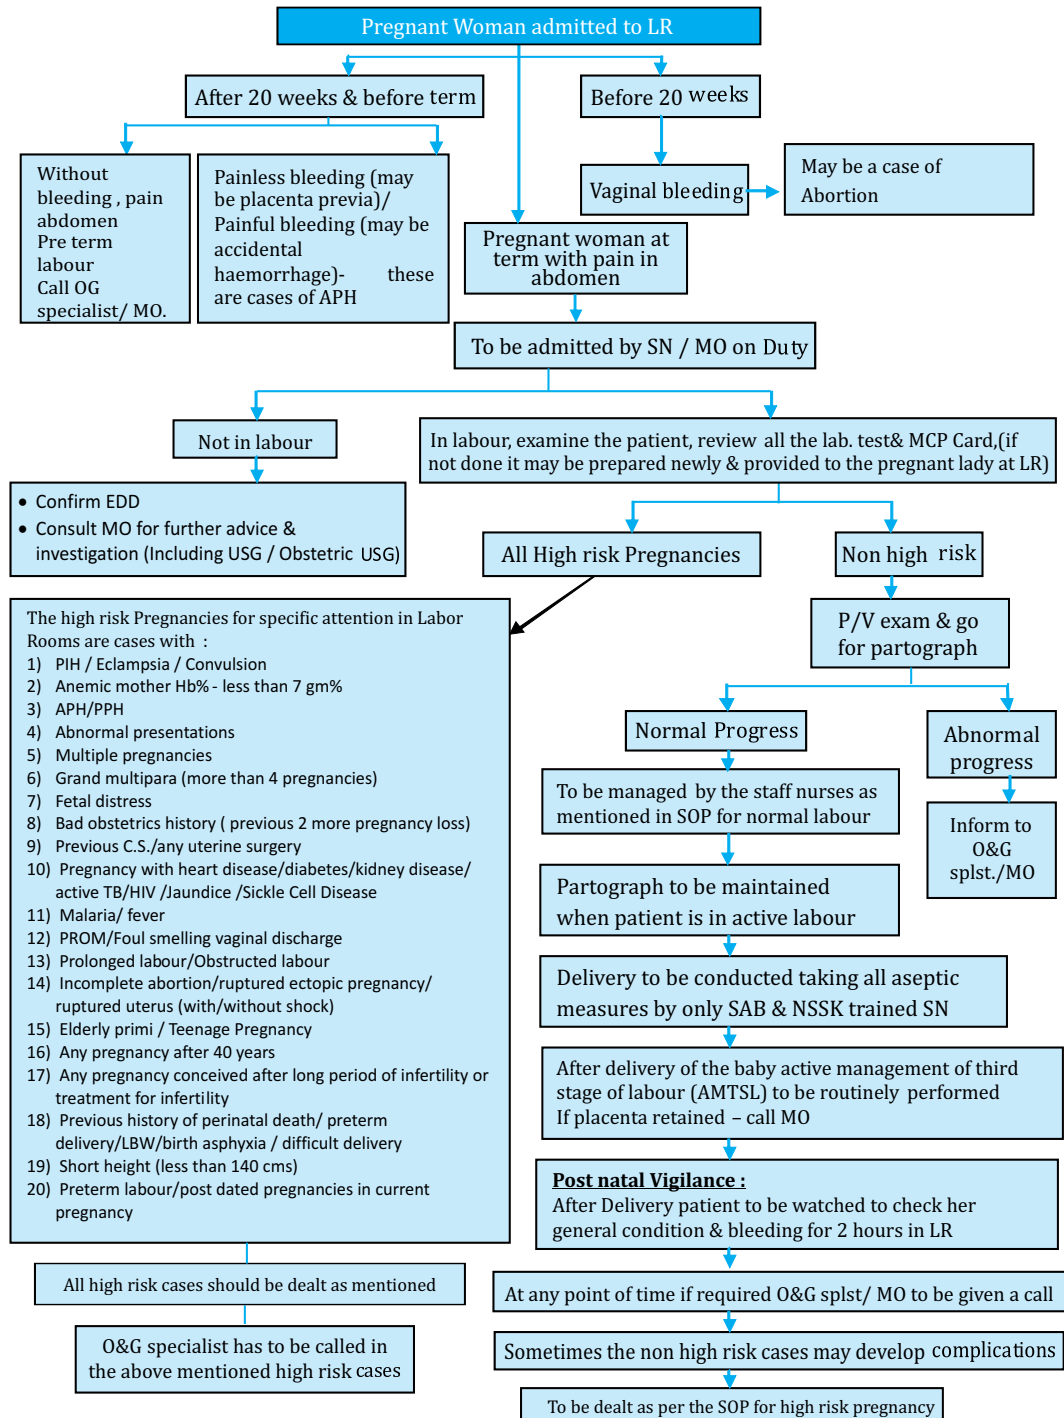 Pregnant Woman admitted to LR
After 20 weeks & before term
Before 20 weeks
Without
bleeding , pain
abdomen
Pre term
labour
Call OG
specialist/ MO.
Painless bleeding (may
be placenta previa)/
Painful bleeding (may be
accidental
haemorrhage)- these
are cases of APH
Vaginal bleeding
May be a case of
Abortion
Pregnant woman at
term with pain in
abdomen
To be admitted by SN / MO on Duty
Not in labour
In labour, examine the patient, review all the lab. test& MCP Card,(if
not done it may be prepared newly & provided to the pregnant lady at LR)
• Confirm EDD
• Consult MO for further advice &
investigation (Including USG / Obstetric USG)
All High risk Pregnancies
Non high risk
The high risk Pregnancies for specific attention in Labor
Rooms are cases with :
1) PIH / Eclampsia / Convulsion
2) Anemic mother Hb% - less than 7 gm%
3) APH/PPH
4) Abnormal presentations
5) Multiple pregnancies
6) Grand multipara (more than 4 pregnancies)
7) Fetal distress
8) Bad obstetrics history ( previous 2 more pregnancy loss)
9) Previous C.S./any uterine surgery
10) Pregnancy with heart disease/diabetes/kidney disease/
active TB/HIV /Jaundice /Sickle Cell Disease
11) Malaria/ fever
12) PROM/Foul smelling vaginal discharge
13) Prolonged labour/Obstructed labour
14) Incomplete abortion/ruptured ectopic pregnancy/
ruptured uterus (with/without shock)
15) Elderly primi / Teenage Pregnancy
16) Any pregnancy after 40 years
17) Any pregnancy conceived after long period of infertility or
treatment for infertility
18) Previous history of perinatal death/ preterm
delivery/LBW/birth asphyxia / difficult delivery
19) Short height (less than 140 cms)
20) Preterm labour/post dated pregnancies in current
pregnancy
All high risk cases should be dealt as mentioned
O&G specialist has to be called in
the above mentioned high risk cases
P/V exam & go
for partograph
Normal Progress
Abnormal
progress
To be managed by the staff nurses as
mentioned in SOP for normal labour
Inform to
O&G
splst./MO
Partograph to be maintained
when patient is in active labour
Delivery to be conducted taking all aseptic
measures by only SAB & NSSK trained SN
After delivery of the baby active management of third
stage of labour (AMTSL) to be routinely performed
If placenta retained – call MO
Post natal Vigilance :
After Delivery patient to be watched to check her
general condition & bleeding for 2 hours in LR
At any point of time if required O&G splst/ MO to be given a call
Sometimes the non high risk cases may develop complications
To be dealt as per the SOP for high risk pregnancy